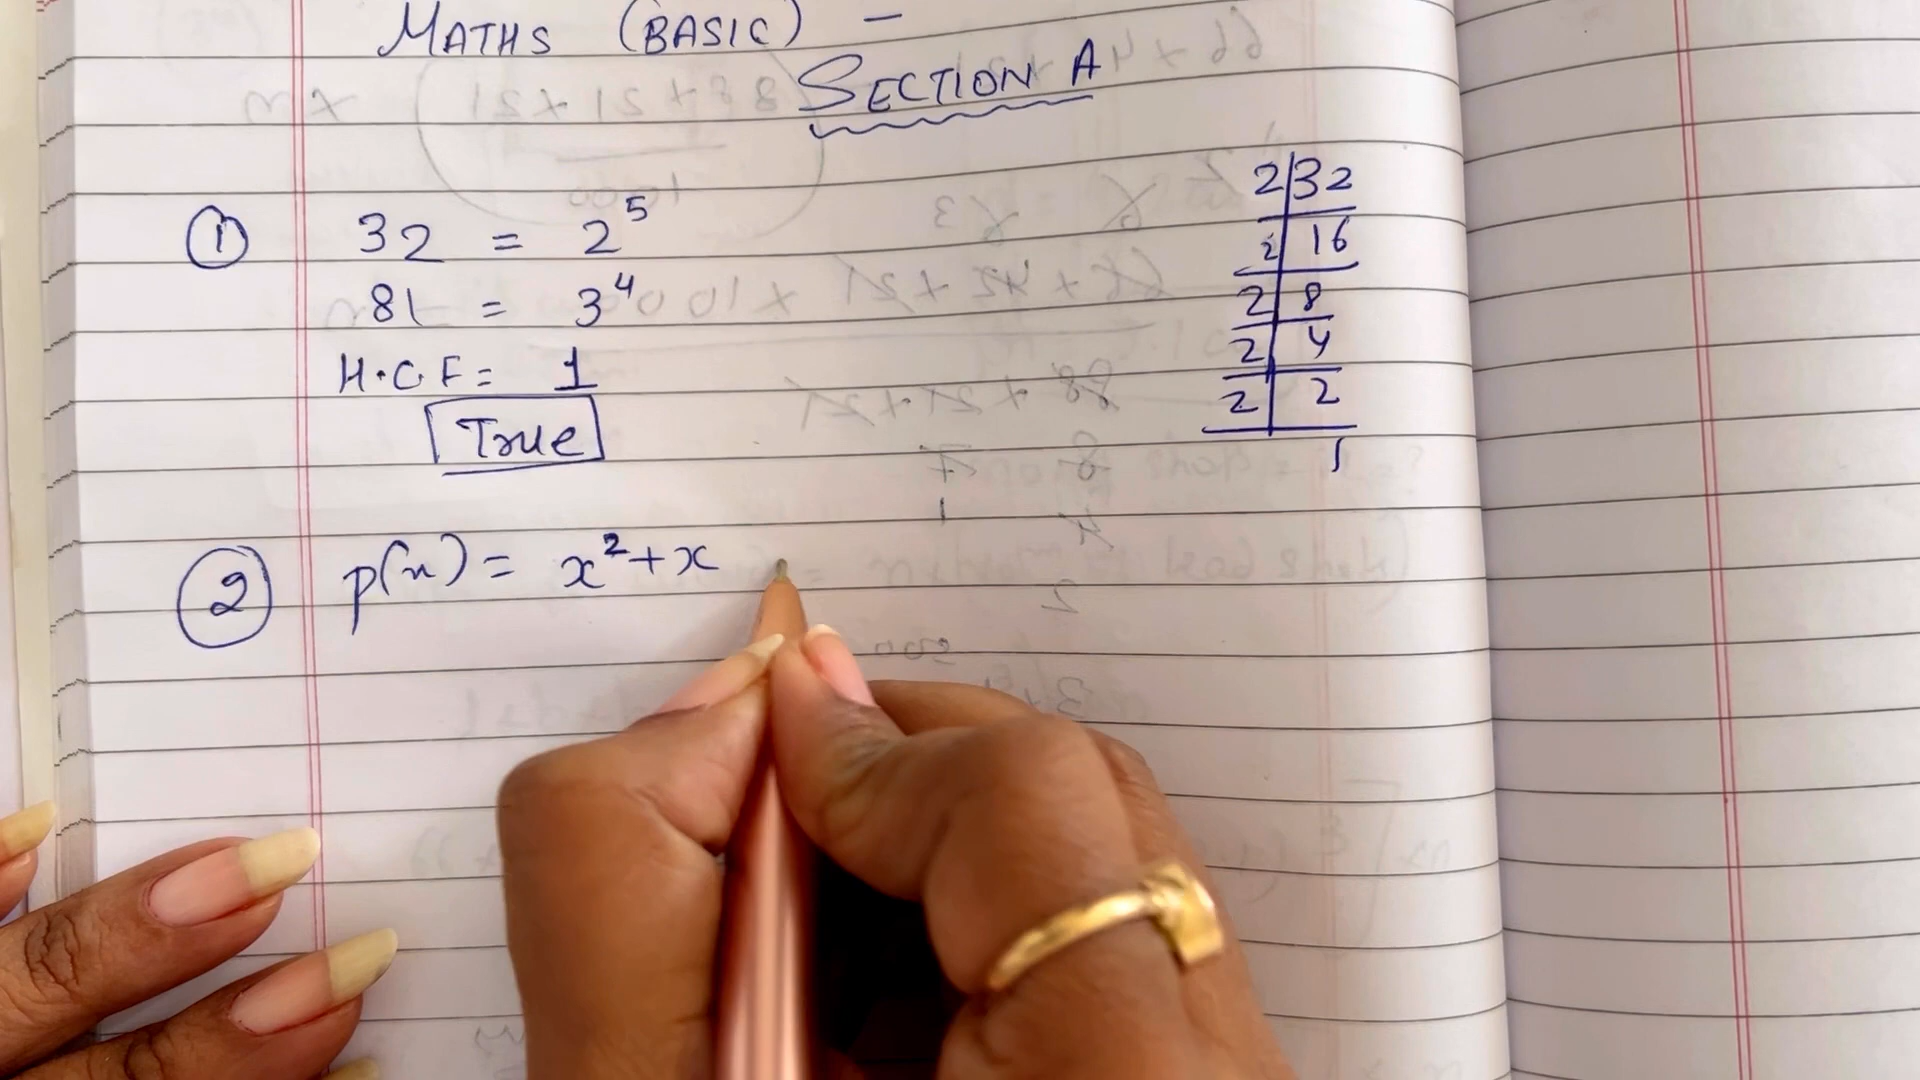 MATHS (BASIC) -
SECTION A
① 32 = 2⁵
81 = 3⁴
H.C.F = 1
True
2|32
2|16
2|8
2|4
2|2
1
② p(x) = x² + x